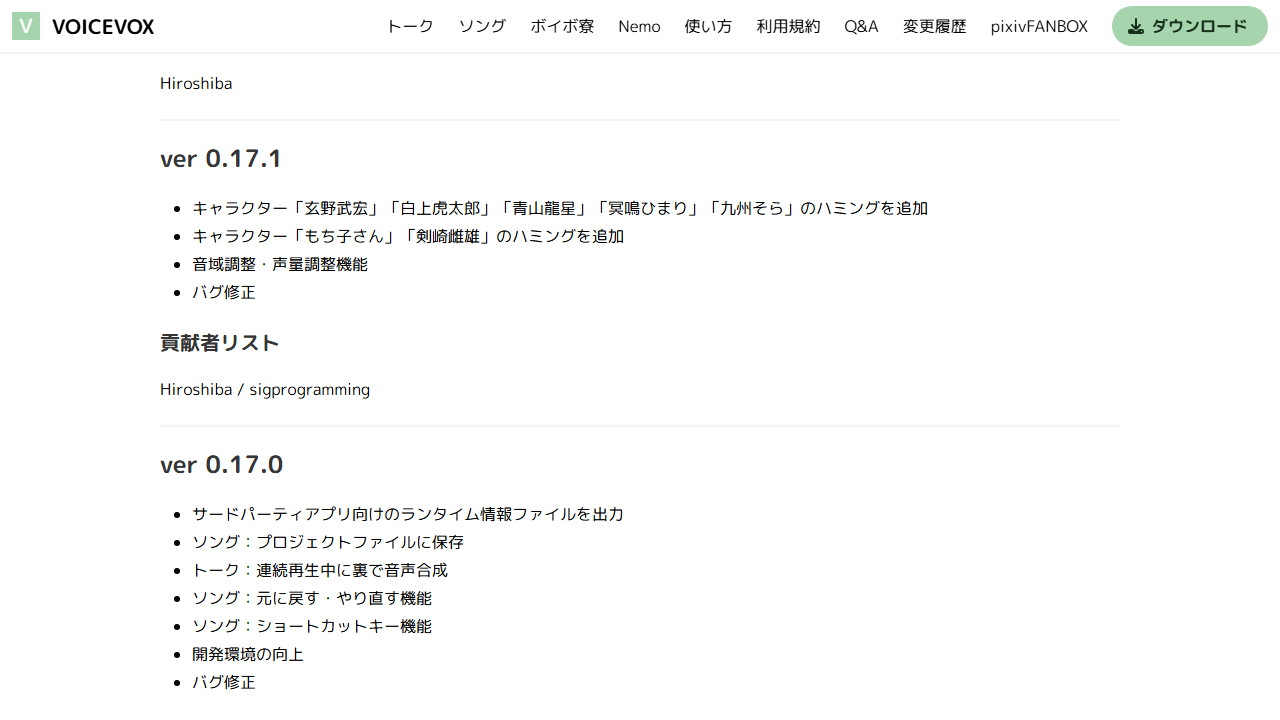 V VOICEVOX トーク ソング ボイボ寮 Nemo 使い方 利用規約 Q&A 変更履歴 pixivFANBOX ダウンロード
Hiroshiba
ver 0.17.1
キャラクター「玄野武宏」「白上虎太郎」「青山龍星」「冥鳴ひまり」「九州そら」のハミングを追加
キャラクター「もち子さん」「剣崎雌雄」のハミングを追加
音域調整・声量調整機能
バグ修正
貢献者リスト
Hiroshiba / sigprogramming
ver 0.17.0
サードパーティアプリ向けのランタイム情報ファイルを出力
ソング：プロジェクトファイルに保存
トーク：連続再生中に裏で音声合成
ソング：元に戻す・やり直す機能
ソング：ショートカットキー機能
開発環境の向上
バグ修正